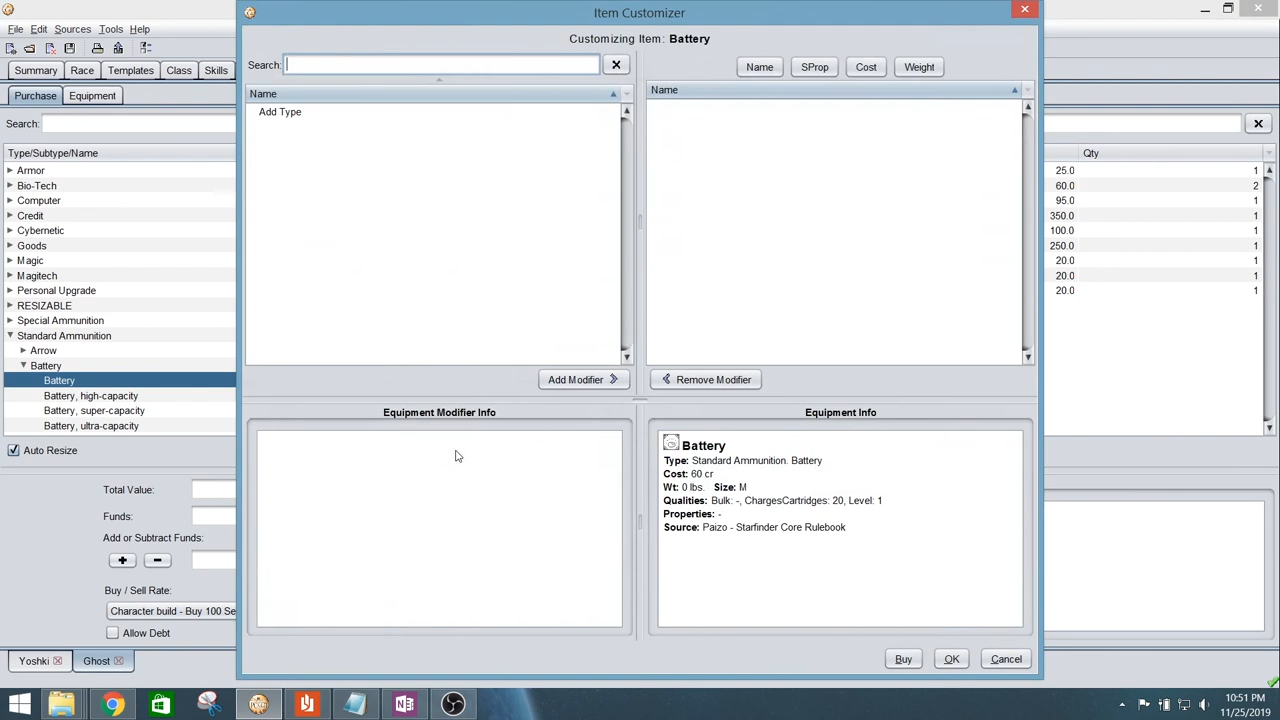 Item Customizer
Customizing Item: Battery
File Edit Sources Tools Help
Search:
Name SProp Cost Weight
Summary Race Templates Class Skills
Name
Name
Purchase Equipment
Add Type
Search:
Type/Subtype/Name
Qty
Armor
25.0 1
Bio-Tech
60.0 2
Computer
95.0 1
Credit
350.0 1
Cybernetic
100.0 1
Goods
250.0 1
Magic
20.0 1
Magitech
20.0 1
Personal Upgrade
20.0 1
RESIZABLE
Special Ammunition
Standard Ammunition
Arrow
Battery
Battery
Battery, high-capacity
Battery, super-capacity
Battery, ultra-capacity
Add Modifier
Remove Modifier
Equipment Modifier Info
Equipment Info
Auto Resize
Battery
Type: Standard Ammunition. Battery
Cost: 60 cr
Wt: 0 lbs. Size: M
Qualities: Bulk: -, ChargesCartridges: 20, Level: 1
Properties: -
Source: Paizo - Starfinder Core Rulebook
Total Value:
Funds:
Add or Subtract Funds:
Buy / Sell Rate:
Character build - Buy 100 Se
Allow Debt
Buy OK Cancel
Yoshki Ghost
10:51 PM
11/25/2019